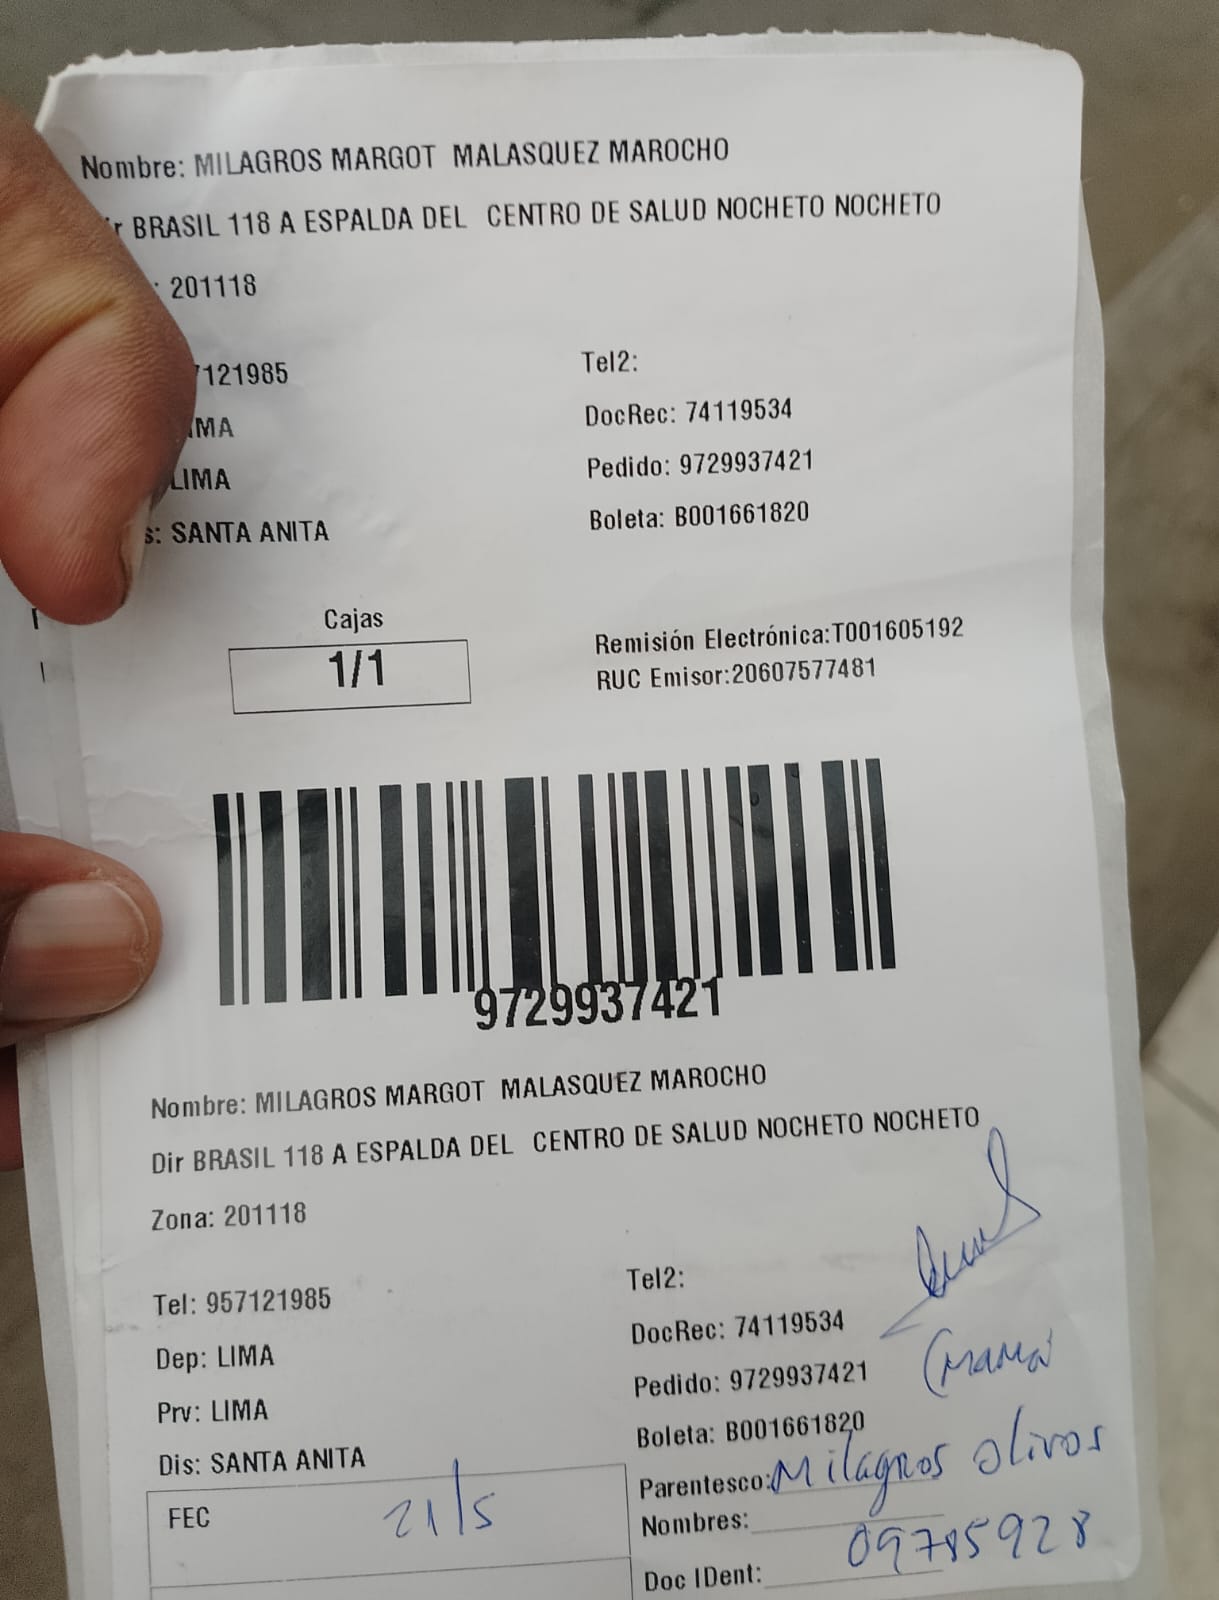 Nombre: MILAGROS MARGOT MALASQUEZ MAROCHO
r BRASIL 118 A ESPALDA DEL CENTRO DE SALUD NOCHETO NOCHETO
: 201118
7121985
Tel2:
DocRec: 74119534
IMA
Pedido: 9729937421
LIMA
Boleta: B001661820
s: SANTA ANITA
Cajas
1/1
Remisión Electrónica:T001605192
RUC Emisor:20607577481
9729937421
Nombre: MILAGROS MARGOT MALASQUEZ MAROCHO
Dir BRASIL 118 A ESPALDA DEL CENTRO DE SALUD NOCHETO NOCHETO
Zona: 201118
Tel: 957121985
Tel2:
Dep: LIMA
DocRec: 74119534
Prv: LIMA
Pedido: 9729937421
(mamá
Dis: SANTA ANITA
Boleta: B001661820
Parentesco: Milagros Olivos
FEC 21/5
Nombres:
Doc IDent: 09785928